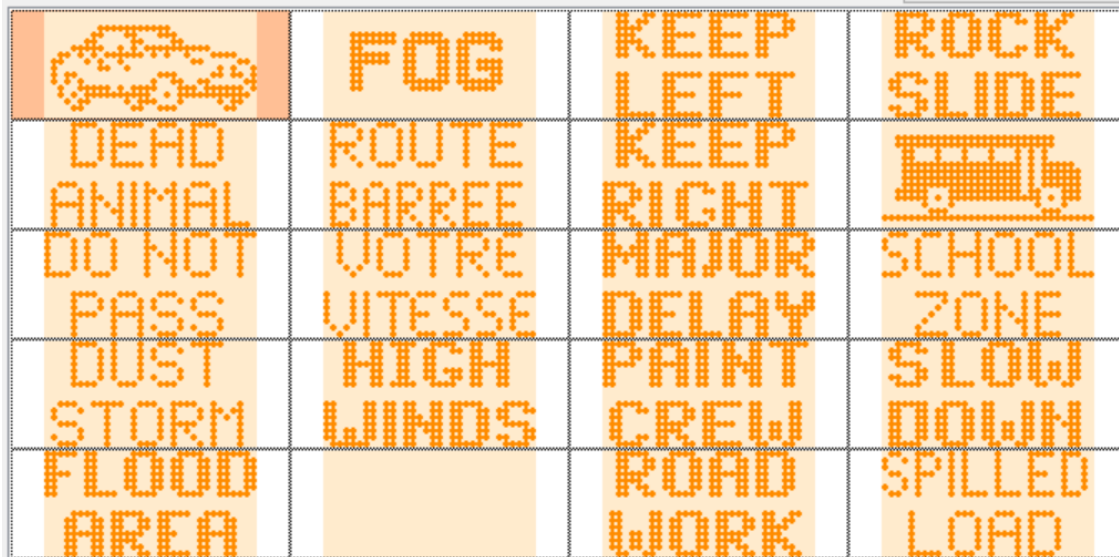 FOG
KEEP
LEFT
ROCK
SLIDE
DEAD
ANIMAL
ROUTE
BARREE
KEEP
RIGHT
DO NOT
PASS
VOTRE
VITESSE
MAJOR
DELAY
SCHOOL
ZONE
DUST
STORM
HIGH
WINDS
PAINT
CREW
SLOW
DOWN
FLOOD
AREA
ROAD
WORK
SPILLED
LOAD